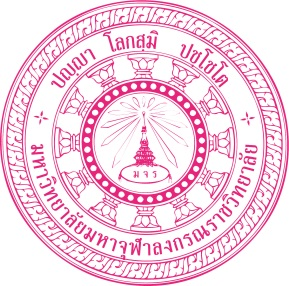 ปญฺญา โลกสฺมิ ปชฺโชโต
ม จ ร
มหาวิทยาลัยมหาจุฬาลงกรณราชวิทยาลัย